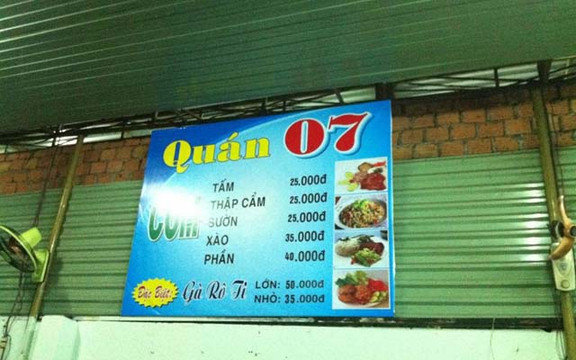 Quán 07
CƠM
TẤM 25.000đ
THẬP CẨM 25.000đ
SƯỜN 25.000đ
XÀO 35.000đ
PHẦN 40.000đ
Đặc Biệt: Gà Rô Ti
LỚN: 50.000đ
NHỎ: 35.000đ